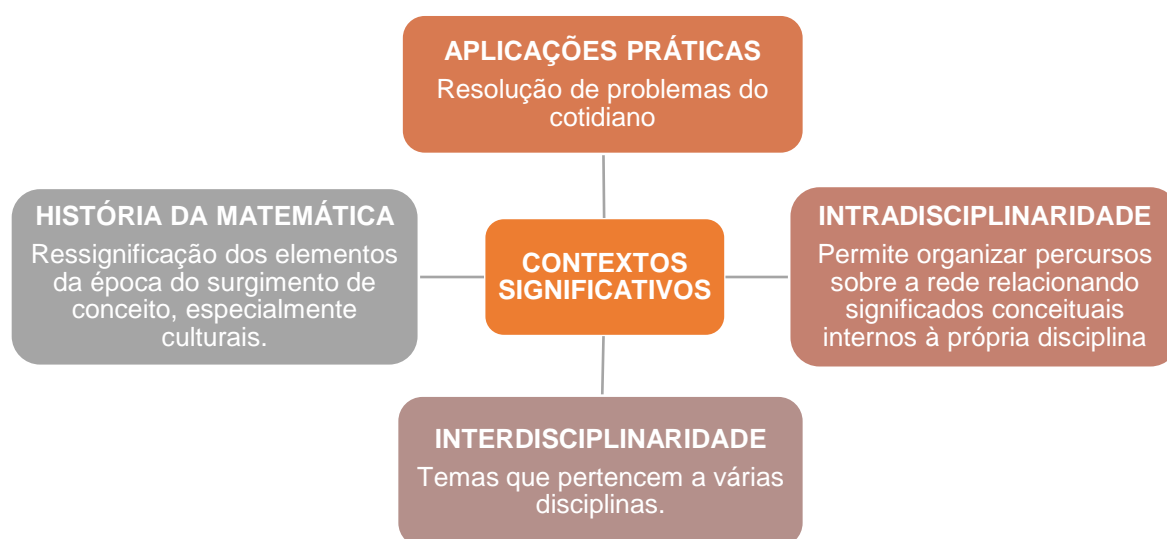 APLICAÇÕES PRÁTICAS
Resolução de problemas do
cotidiano
HISTÓRIA DA MATEMÁTICA
Ressignificação dos elementos
da época do surgimento de
conceito, especialmente
culturais.
CONTEXTOS
SIGNIFICATIVOS
INTRADISCIPLINARIDADE
Permite organizar percursos
sobre a rede relacionando
significados conceituais
internos à própria disciplina
INTERDISCIPLINARIDADE
Temas que pertencem a várias
disciplinas.